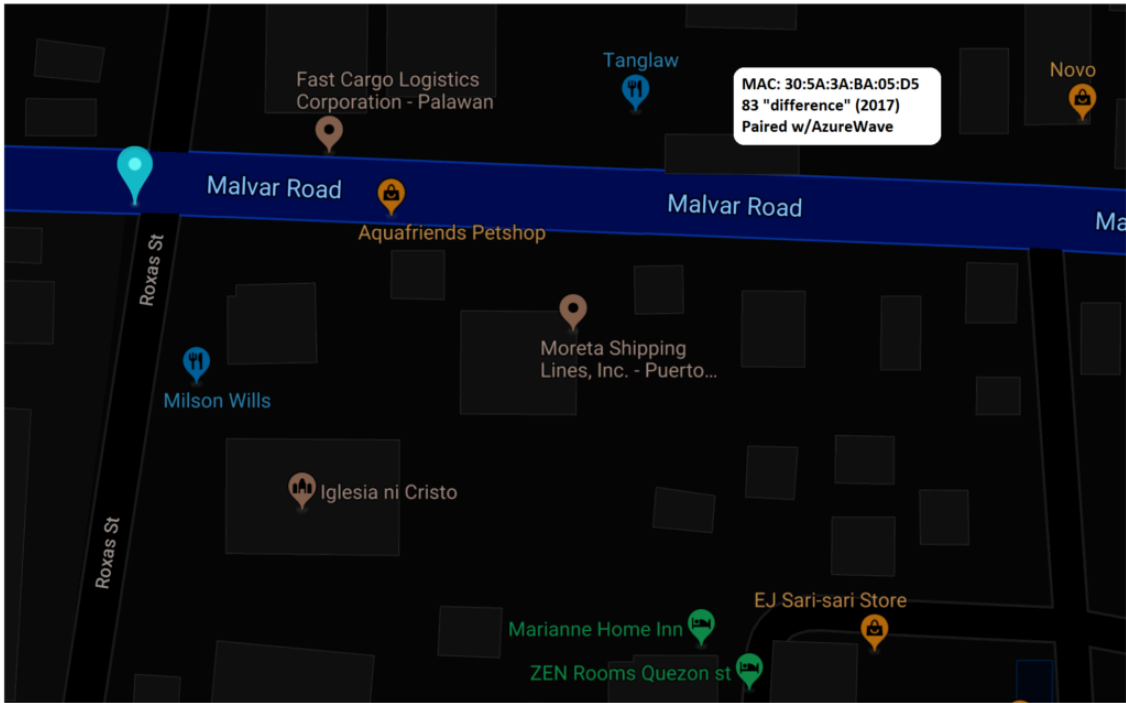 Tanglaw
Novo
Fast Cargo Logistics
Corporation - Palawan
MAC: 30:5A:3A:BA:05:D5
83 "difference" (2017)
Paired w/AzureWave
Malvar Road
Malvar Road
Ma
Aquafriends Petshop
Roxas St
Moreta Shipping
Lines, Inc. - Puerto...
Milson Wills
Iglesia ni Cristo
Roxas St
EJ Sari-sari Store
Marianne Home Inn
ZEN Rooms Quezon st